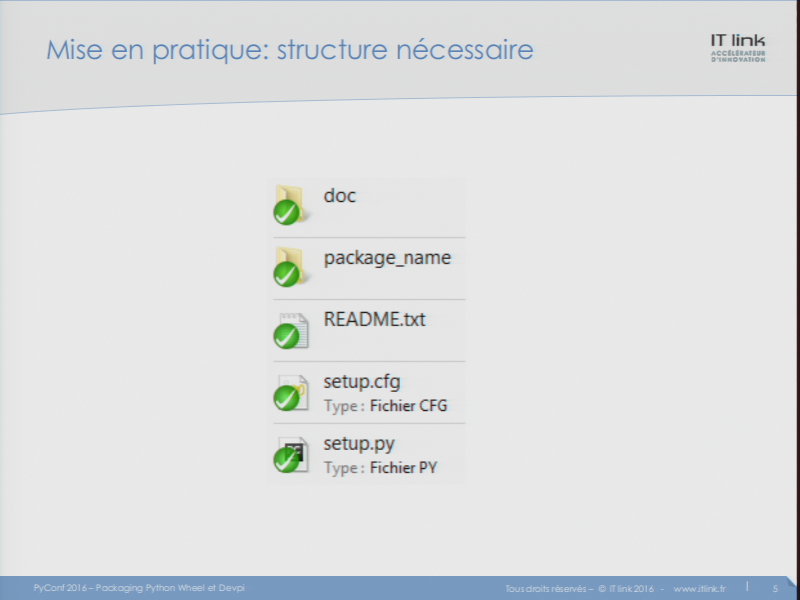 Mise en pratique: structure nécessaire
IT link
ACCÉLÉRATEUR
D'INNOVATION
doc
package_name
README.txt
setup.cfg
Type : Fichier CFG
setup.py
Type : Fichier PY
PyConf 2016 – Packaging Python Wheel et Devpi
Tous droits réservés – © IT link 2016 - www.itlink.fr | 5